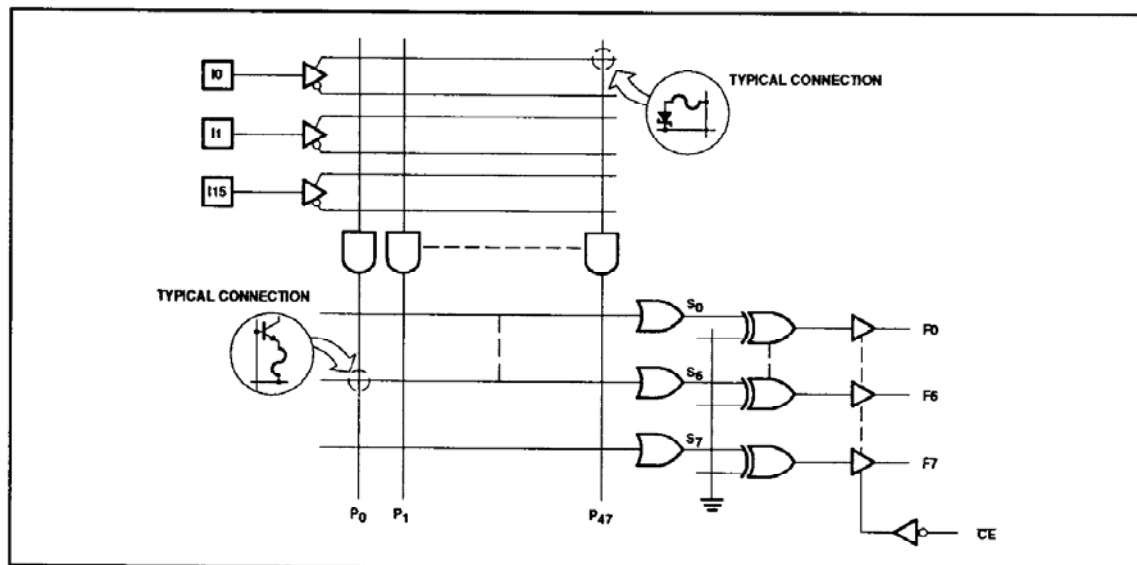 I0
TYPICAL CONNECTION
I1
I15
TYPICAL CONNECTION
S0
F0
S6
F6
S7
F7
P0
P1
P47
CE